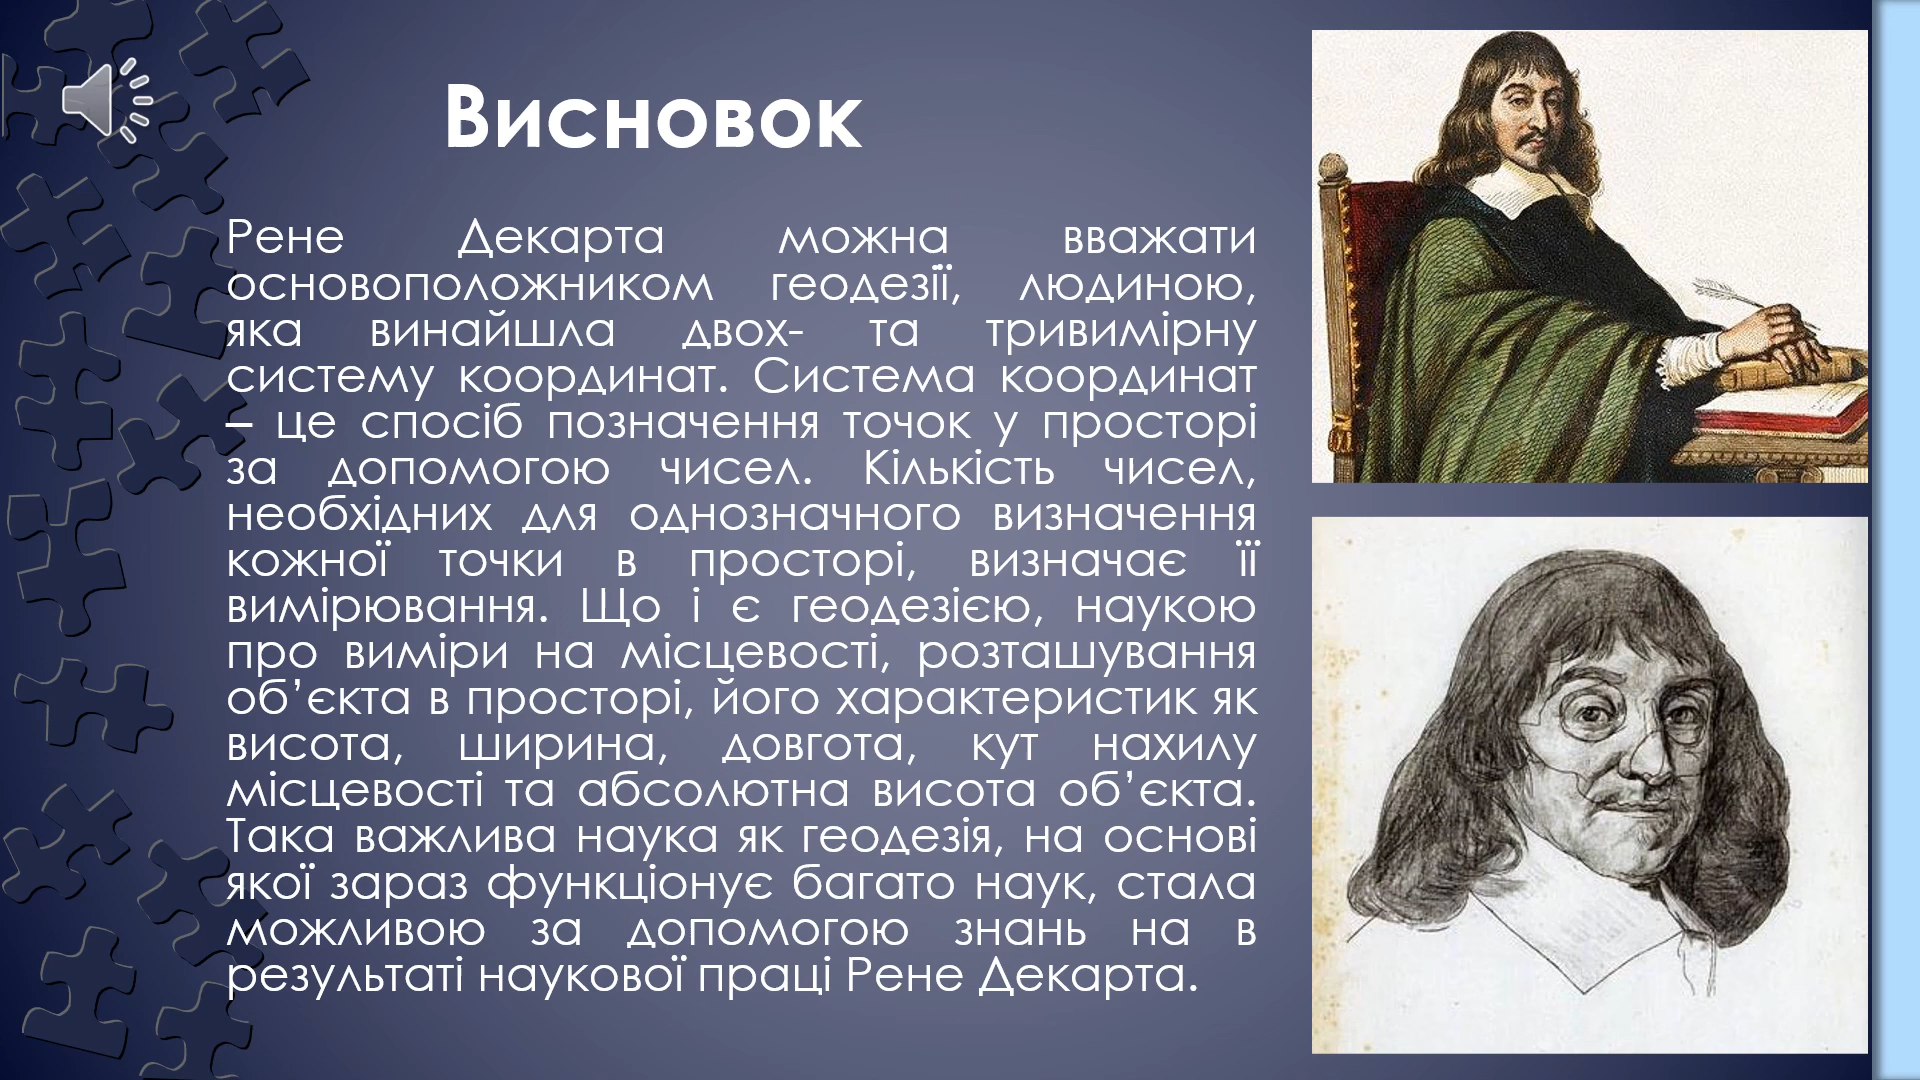 Висновок
Рене Декарта можна вважати
основоположником геодезії, людиною,
яка винайшла двох- та тривимірну
систему координат. Система координат
– це спосіб позначення точок у просторі
за допомогою чисел. Кількість чисел,
необхідних для однозначного визначення
кожної точки в просторі, визначає її
вимірювання. Що і є геодезією, наукою
про виміри на місцевості, розташування
об’єкта в просторі, його характеристик як
висота, ширина, довгота, кут нахилу
місцевості та абсолютна висота об’єкта.
Така важлива наука як геодезія, на основі
якої зараз функціонує багато наук, стала
можливою за допомогою знань на в
результаті наукової праці Рене Декарта.